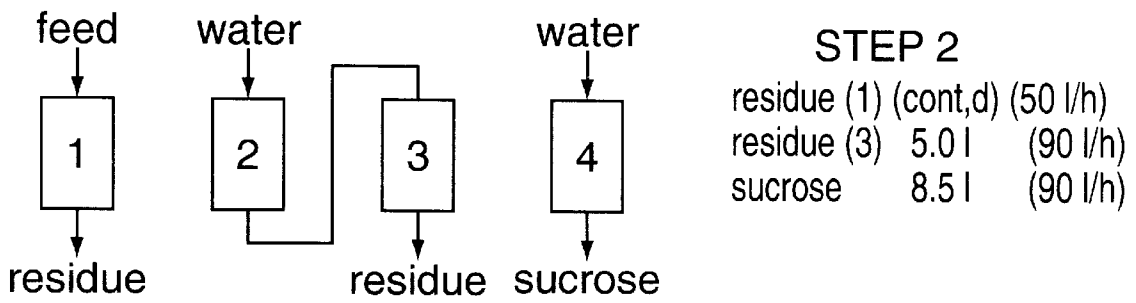 feed water water
1 2 3 4
residue residue sucrose
STEP 2
residue (1) (cont,d) (50 l/h)
residue (3) 5.0 l (90 l/h)
sucrose 8.5 l (90 l/h)